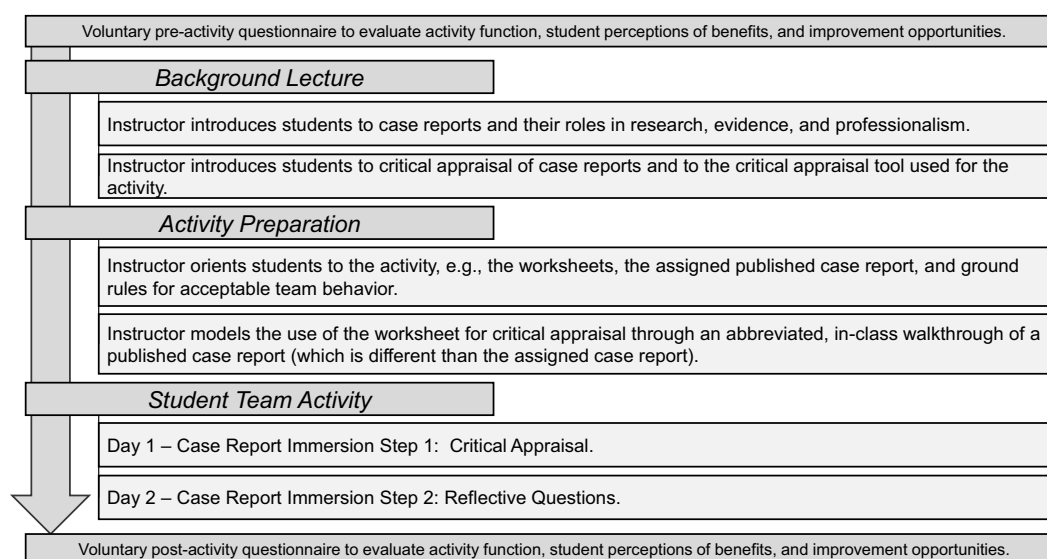 Voluntary pre-activity questionnaire to evaluate activity function, student perceptions of benefits, and improvement opportunities.
Background Lecture
Instructor introduces students to case reports and their roles in research, evidence, and professionalism.
Instructor introduces students to critical appraisal of case reports and to the critical appraisal tool used for the
activity.
Activity Preparation
Instructor orients students to the activity, e.g., the worksheets, the assigned published case report, and ground
rules for acceptable team behavior.
Instructor models the use of the worksheet for critical appraisal through an abbreviated, in-class walkthrough of a
published case report (which is different than the assigned case report).
Student Team Activity
Day 1 – Case Report Immersion Step 1:  Critical Appraisal.
Day 2 – Case Report Immersion Step 2: Reflective Questions.
Voluntary post-activity questionnaire to evaluate activity function, student perceptions of benefits, and improvement opportunities.